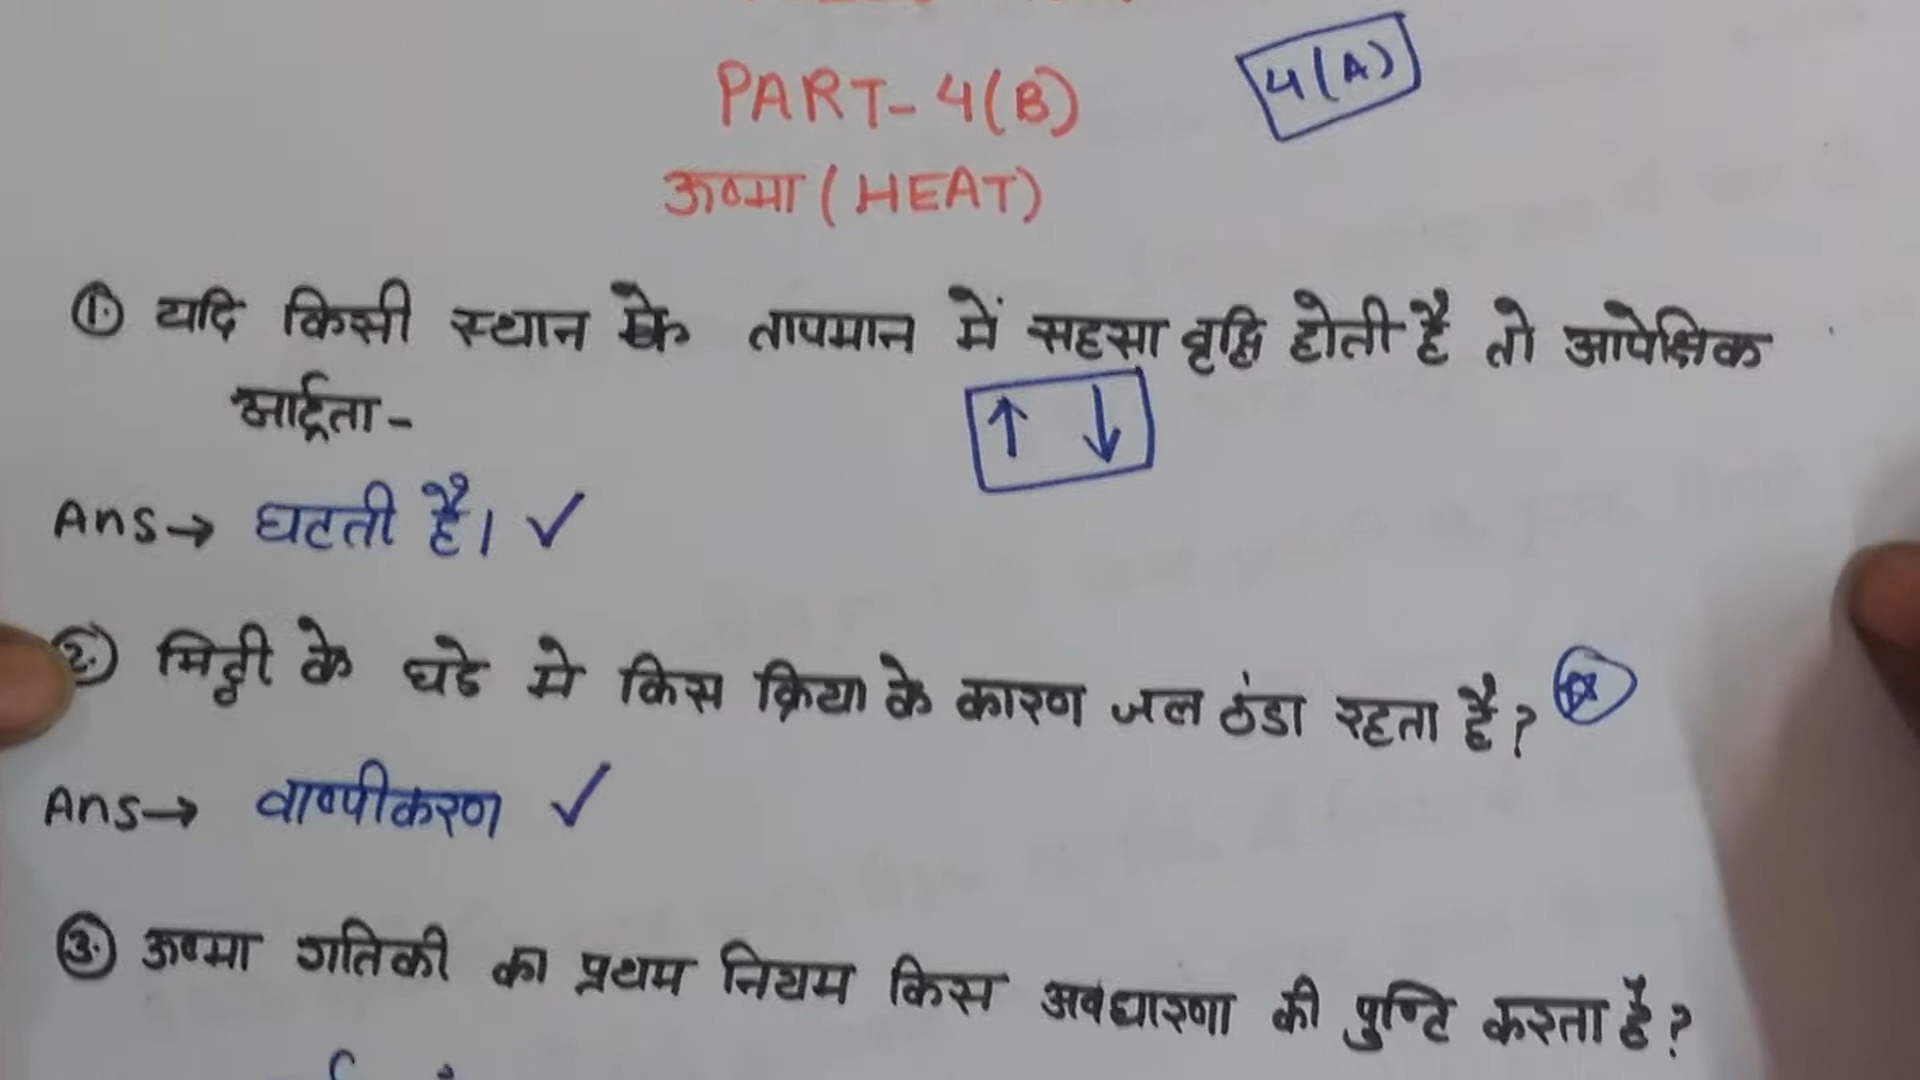 PART-4(B)
4(A)
ऊष्मा (HEAT)
① यदि किसी स्थान के तापमान में सहसा वृद्धि होती है तो आपेक्षिक
आर्द्रता -
↑ ↓
Ans→ घटती है। ✓
②. मिट्टी के घडे मे किस क्रिया के कारण जल ठंडा रहता है?
Ans→ वाष्पीकरण ✓
③. ऊष्मा गतिकी का प्रथम नियम किस अवधारणा की पुष्टि करता है?